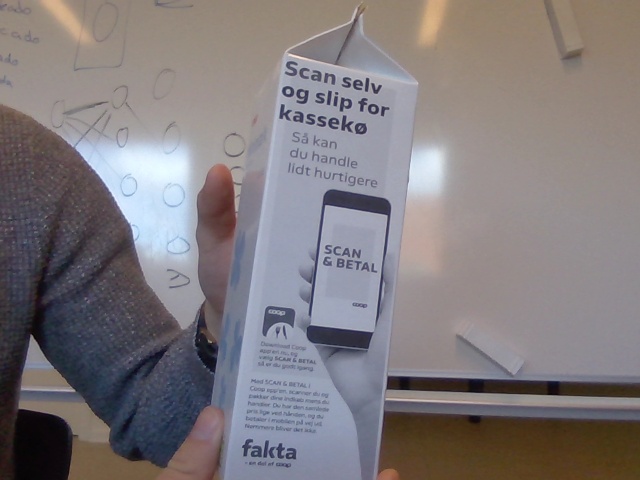 Scan selv
og slip for
kassekø
Så kan
du handle
lidt hurtigere
SCAN
& BETAL
coop
coop
Download Coop
app'en nu, og
vælg SCAN & BETAL
så er du godt i gang.
Med SCAN & BETAL i
Coop app'en, scanner du og
pakker dine indkøb mens du
handler. Du har den samlede
pris lige ved hånden, og du
betaler i mobilen på vej ud.
Nemmere bliver det ikke.
fakta
- en del af coop